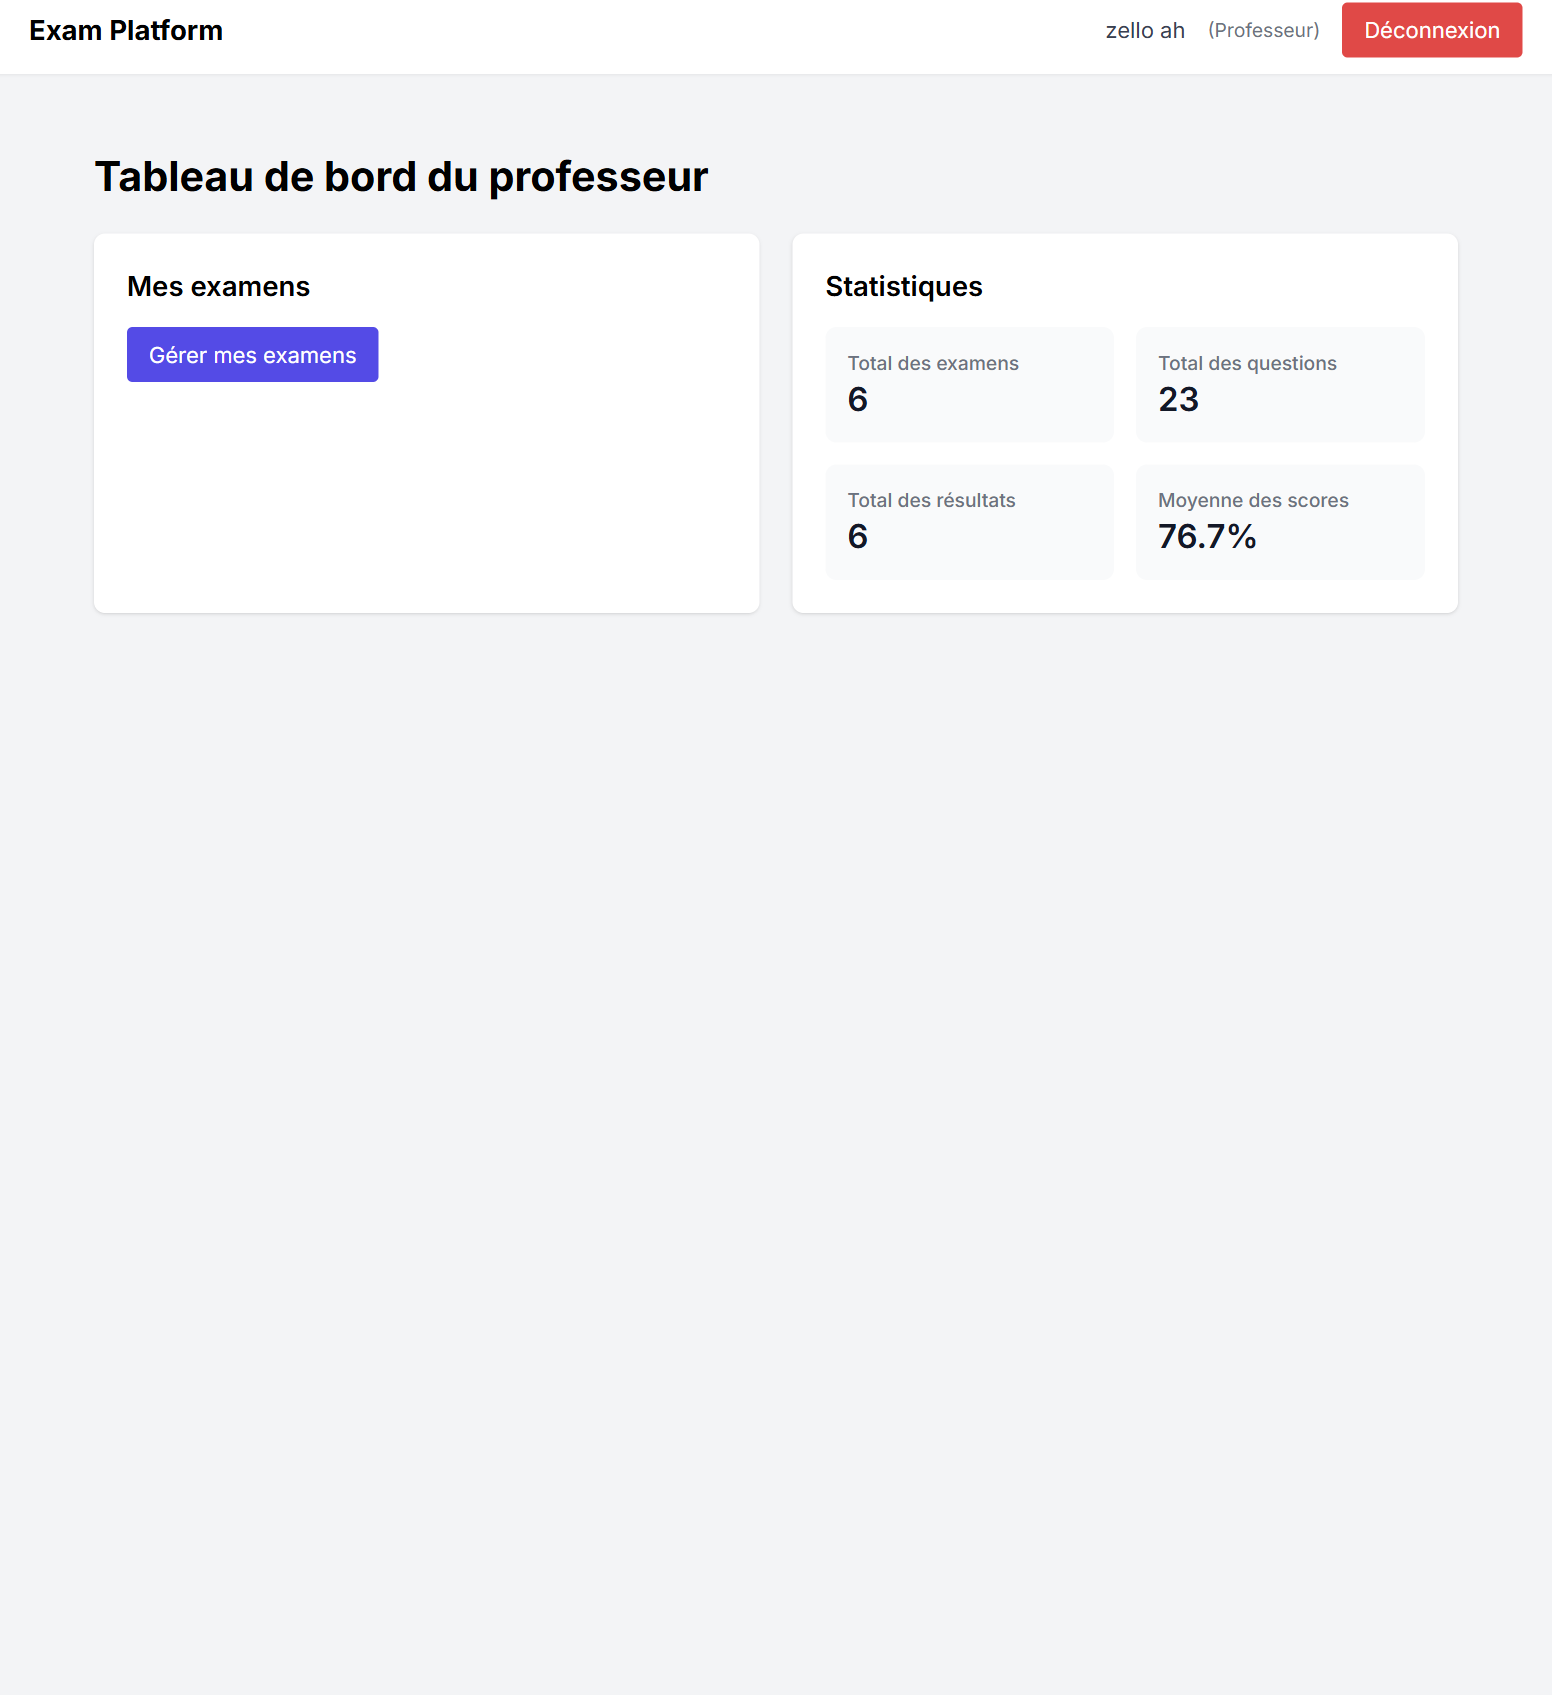 Exam Platform
zello ah (Professeur) Déconnexion
Tableau de bord du professeur
Mes examens
Gérer mes examens
Statistiques
Total des examens
6
Total des questions
23
Total des résultats
6
Moyenne des scores
76.7%